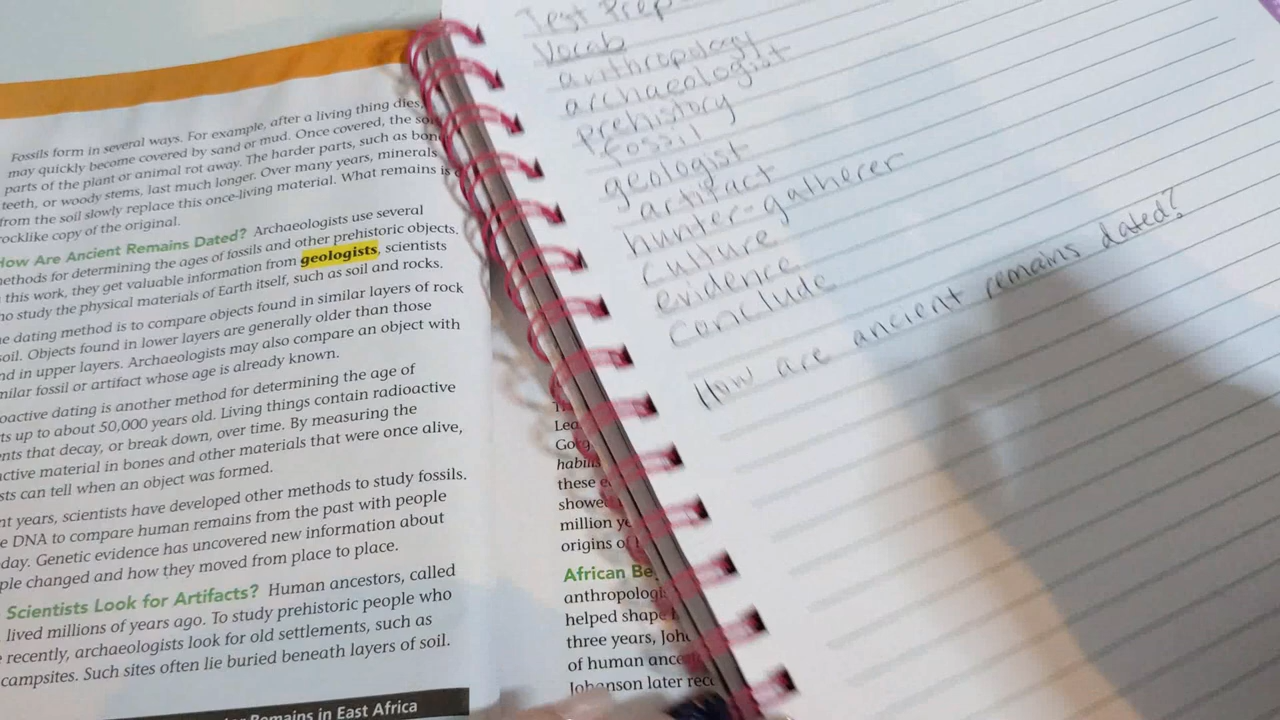 Fossils form in several ways. For example, after a living thing dies,
may quickly become covered by sand or mud. Once covered, the
parts of the plant or animal rot away. The harder parts, such as
teeth, or woody stems, last much longer. Over many years, minerals
from the soil slowly replace this once-living material. What remains is
rocklike copy of the original.
How Are Ancient Remains Dated? Archaeologists use several
methods for determining the ages of fossils and other prehistoric objects.
this work, they get valuable information from geologists, scientists
who study the physical materials of Earth itself, such as soil and rocks.
dating method is to compare objects found in similar layers of rock
soil. Objects found in lower layers are generally older than those
in upper layers. Archaeologists may also compare an object with
similar fossil or artifact whose age is already known.
dating is another method for determining the age of
up to about 50,000 years old. Living things contain radioactive
that decay, or break down, over time. By measuring the
material in bones and other materials that were once alive,
can tell when an object was formed.
years, scientists have developed other methods to study fossils.
DNA to compare human remains from the past with people
Genetic evidence has uncovered new information about
changed and how they moved from place to place.
Scientists Look for Artifacts? Human ancestors, called
lived millions of years ago. To study prehistoric people who
recently, archaeologists look for old settlements, such as
campsites. Such sites often lie buried beneath layers of soil.
Remains in East Africa
these
million
origins of
African
helped shape
three years,
of human
Johanson later
Test Prep
Vocab
anthropology
archaeologist
prehistory
fossil
geologist
artifact
hunter-gatherer
culture
evidence
conclude
How are ancient remains dated?